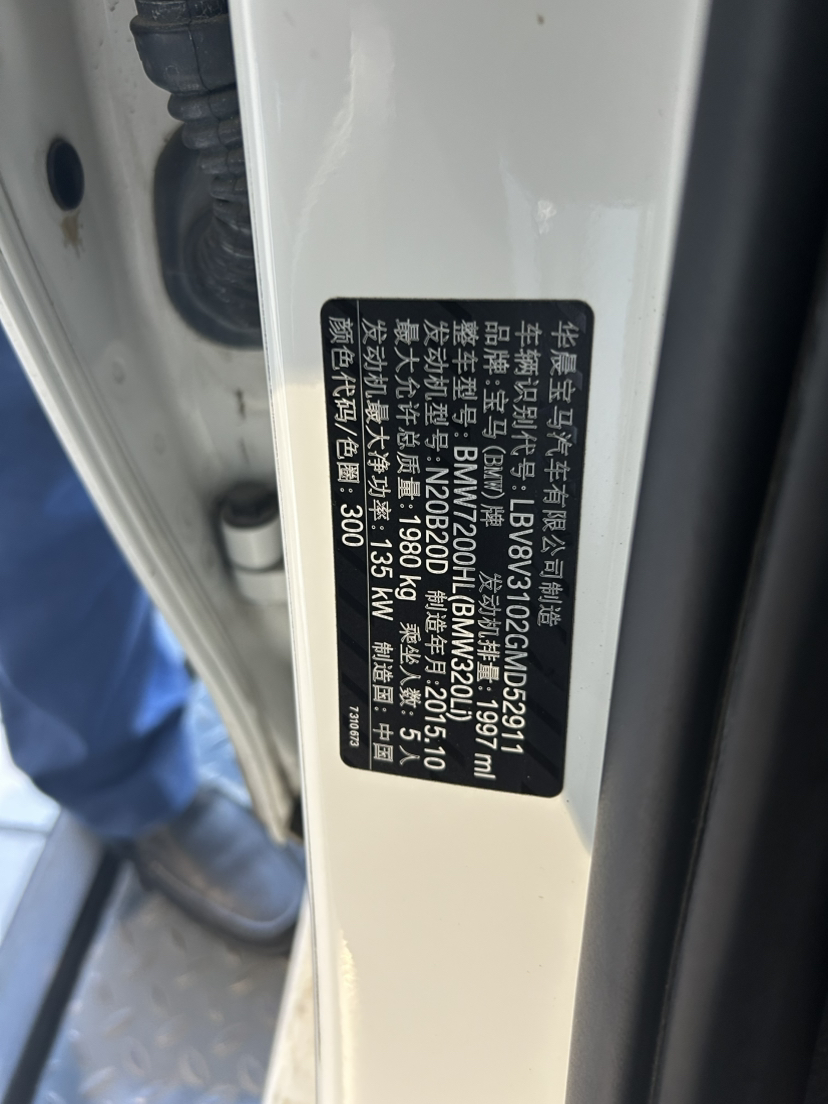 华晨宝马汽车有限公司制造
车辆识别代号: LBV8V3102GMD52911
品牌: 宝马 (BMW) 牌 发动机排量: 1997 ml
整车型号: BMW7200HL(BMW320Li)
发动机型号: N20B20D 制造年月: 2015.10
最大允许总质量: 1980 kg 乘坐人数: 5 人
发动机最大净功率: 135 kW 制造国: 中国
颜色代码/色圈: 300
7 310 673